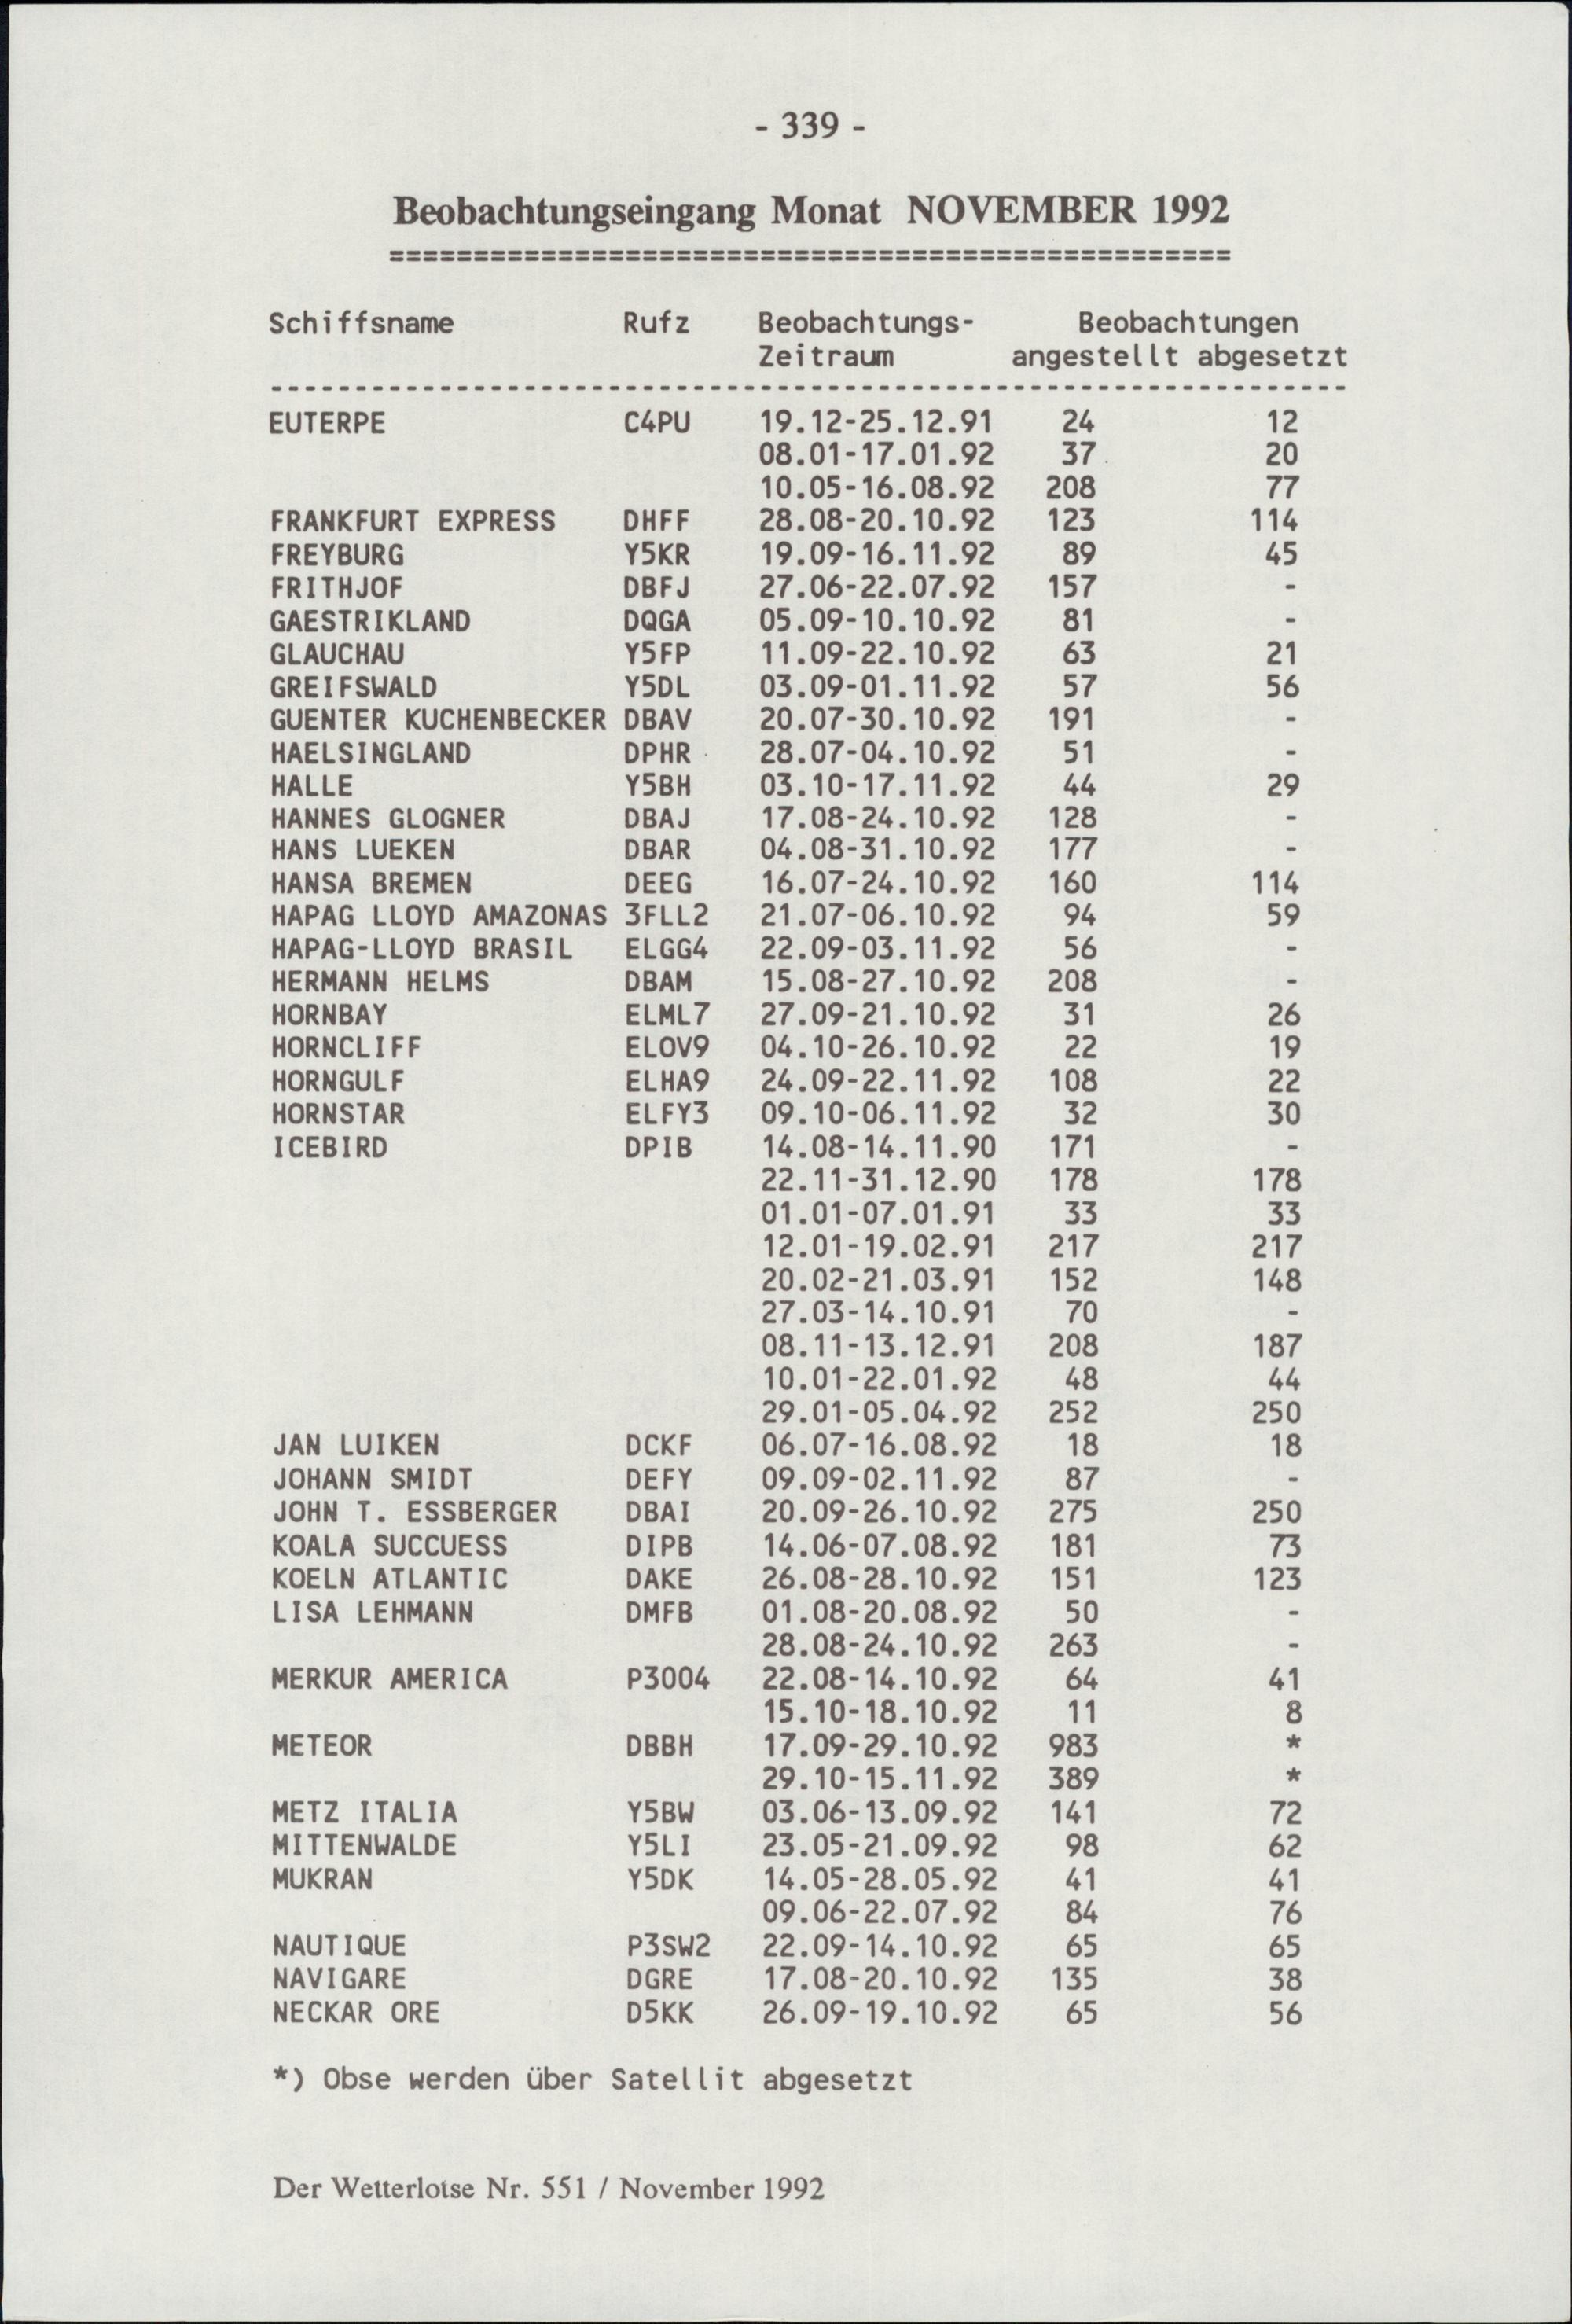 - 339 -
Beobachtungseingang Monat NOVEMBER 1992
==================================================
Schiffsname Rufz Beobachtungs- Beobachtungen
Zeitraum angestellt abgesetzt
----------------------------------------------------------------
EUTERPE C4PU 19.12-25.12.91 24 12
08.01-17.01.92 37 20
10.05-16.08.92 208 77
FRANKFURT EXPRESS DHFF 28.08-20.10.92 123 114
FREYBURG Y5KR 19.09-16.11.92 89 45
FRITHJOF DBFJ 27.06-22.07.92 157 -
GAESTRIKLAND DQGA 05.09-10.10.92 81 -
GLAUCHAU Y5FP 11.09-22.10.92 63 21
GREIFSWALD Y5DL 03.09-01.11.92 57 56
GUENTER KUCHENBECKER DBAV 20.07-30.10.92 191 -
HAELSINGLAND DPHR 28.07-04.10.92 51 -
HALLE Y5BH 03.10-17.11.92 44 29
HANNES GLOGNER DBAJ 17.08-24.10.92 128 -
HANS LUEKEN DBAR 04.08-31.10.92 177 -
HANSA BREMEN DEEG 16.07-24.10.92 160 114
HAPAG LLOYD AMAZONAS 3FLL2 21.07-06.10.92 94 59
HAPAG-LLOYD BRASIL ELGG4 22.09-03.11.92 56 -
HERMANN HELMS DBAM 15.08-27.10.92 208 -
HORNBAY ELML7 27.09-21.10.92 31 26
HORNCLIFF ELOV9 04.10-26.10.92 22 19
HORNGULF ELHA9 24.09-22.11.92 108 22
HORNSTAR ELFY3 09.10-06.11.92 32 30
ICEBIRD DPIB 14.08-14.11.90 171 -
22.11-31.12.90 178 178
01.01-07.01.91 33 33
12.01-19.02.91 217 217
20.02-21.03.91 152 148
27.03-14.10.91 70 -
08.11-13.12.91 208 187
10.01-22.01.92 48 44
29.01-05.04.92 252 250
JAN LUIKEN DCKF 06.07-16.08.92 18 18
JOHANN SMIDT DEFY 09.09-02.11.92 87 -
JOHN T. ESSBERGER DBAI 20.09-26.10.92 275 250
KOALA SUCCUESS DIPB 14.06-07.08.92 181 73
KOELN ATLANTIC DAKE 26.08-28.10.92 151 123
LISA LEHMANN DMFB 01.08-20.08.92 50 -
28.08-24.10.92 263 -
MERKUR AMERICA P3004 22.08-14.10.92 64 41
15.10-18.10.92 11 8
METEOR DBBH 17.09-29.10.92 983 *
29.10-15.11.92 389 *
METZ ITALIA Y5BW 03.06-13.09.92 141 72
MITTENWALDE Y5LI 23.05-21.09.92 98 62
MUKRAN Y5DK 14.05-28.05.92 41 41
09.06-22.07.92 84 76
NAUTIQUE P3SW2 22.09-14.10.92 65 65
NAVIGARE DGRE 17.08-20.10.92 135 38
NECKAR ORE D5KK 26.09-19.10.92 65 56
*) Obse werden über Satellit abgesetzt
Der Wetterlotse Nr. 551 / November 1992